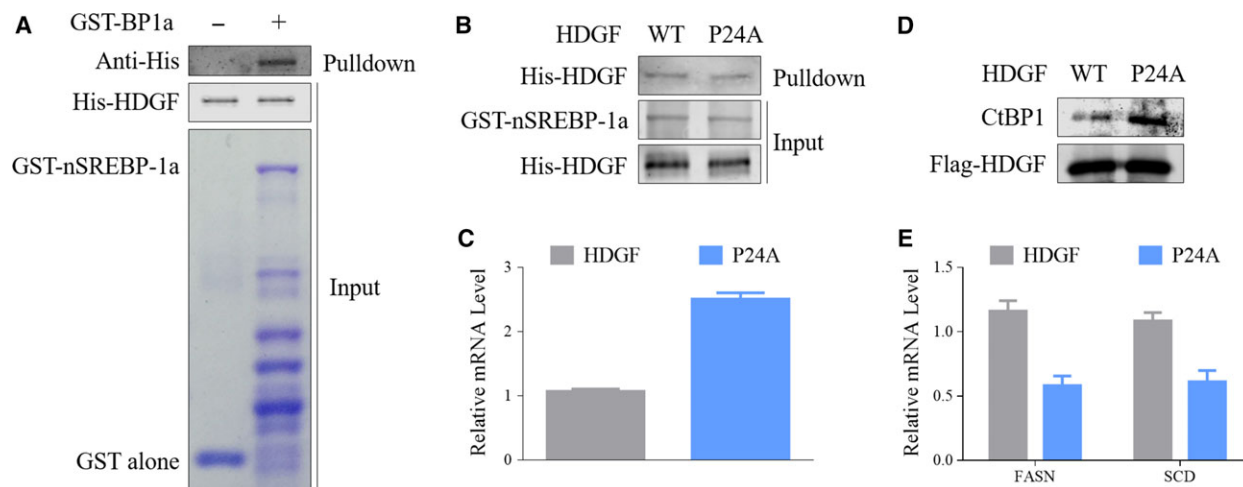 A
GST-BP1a – +
Anti-His
Pulldown
His-HDGF
GST-nSREBP-1a
Input
GST alone
B
HDGF WT P24A
His-HDGF
Pulldown
GST-nSREBP-1a
Input
His-HDGF
C
HDGF P24A
Relative mRNA Level
3
2
1
0
D
HDGF WT P24A
CtBP1
Flag-HDGF
E
HDGF P24A
Relative mRNA Level
1.5
1.0
0.5
0.0
FASN SCD